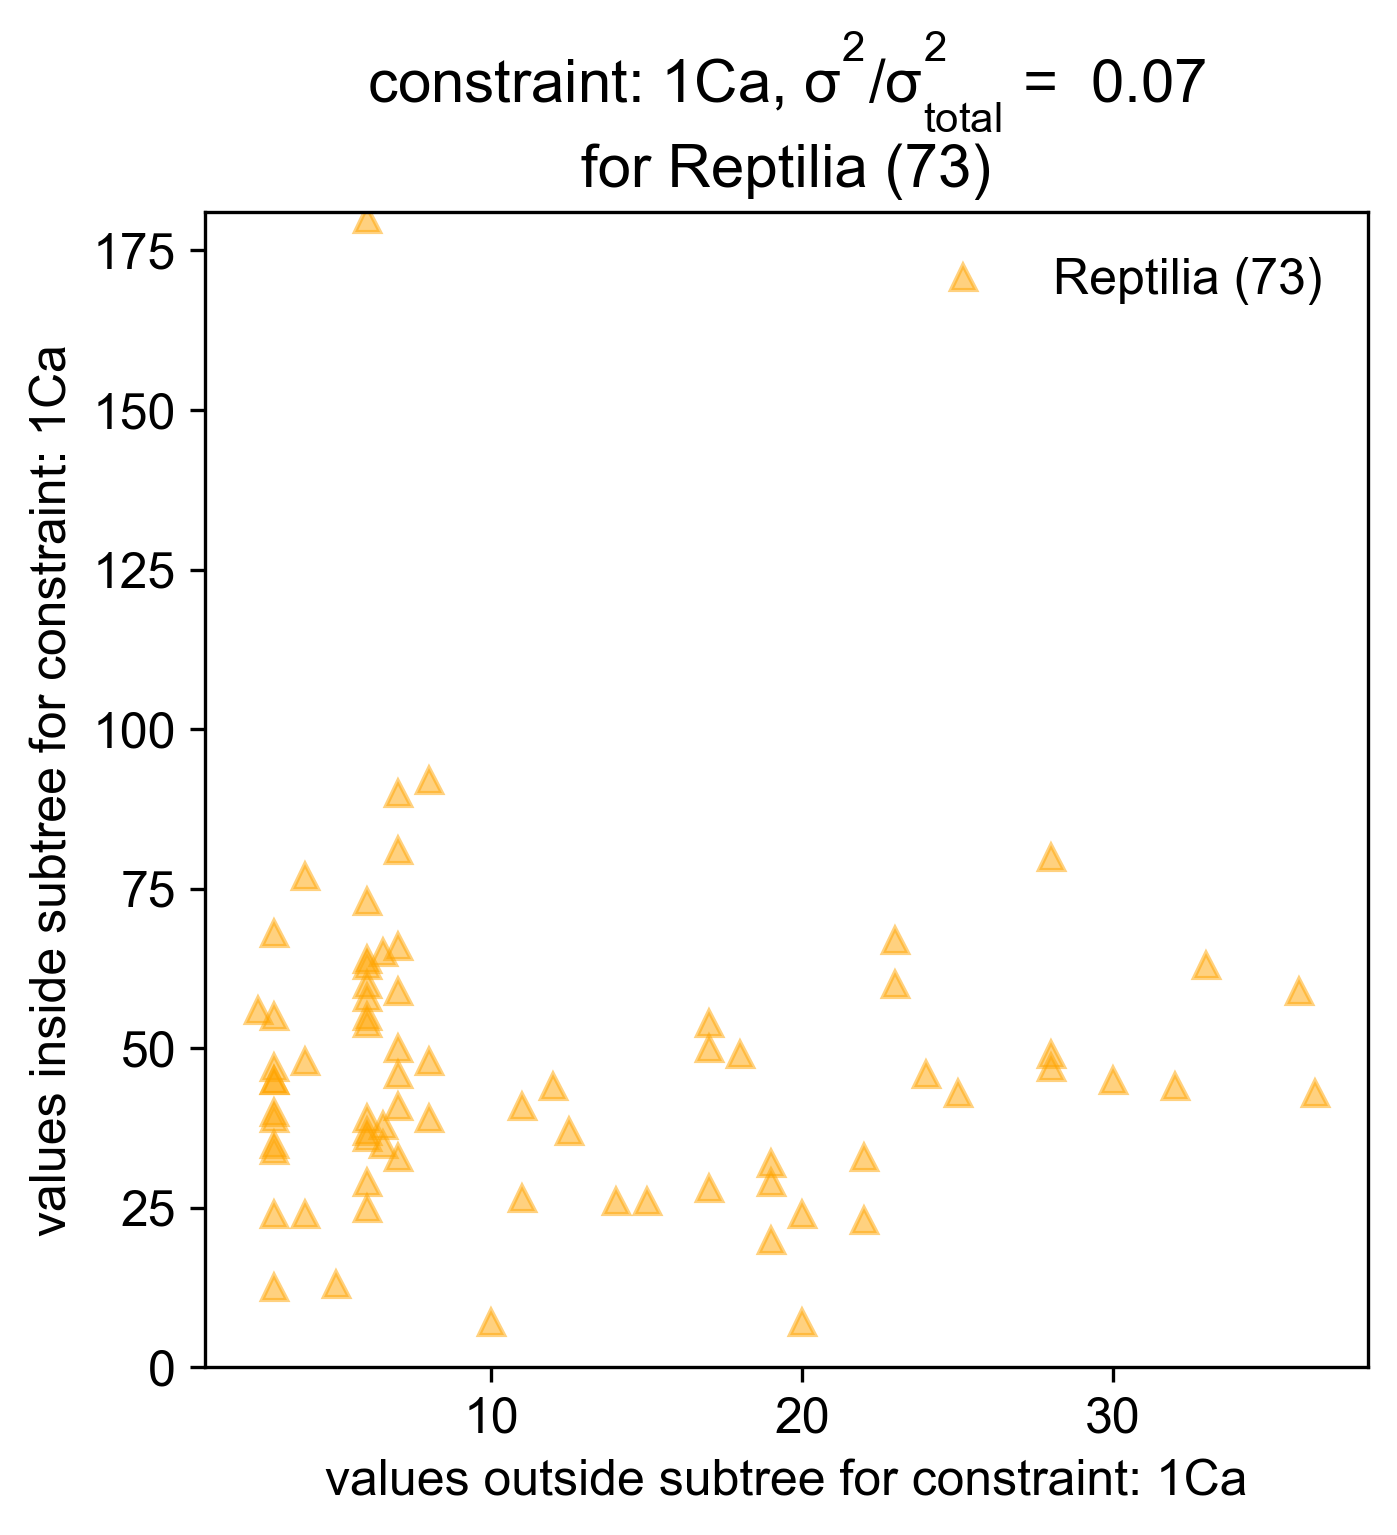 constraint: 1Ca, σ²/σ²total = 0.07
for Reptilia (73)
Reptilia (73)
175
150
125
100
75
50
25
0
values inside subtree for constraint: 1Ca
10 20 30
values outside subtree for constraint: 1Ca